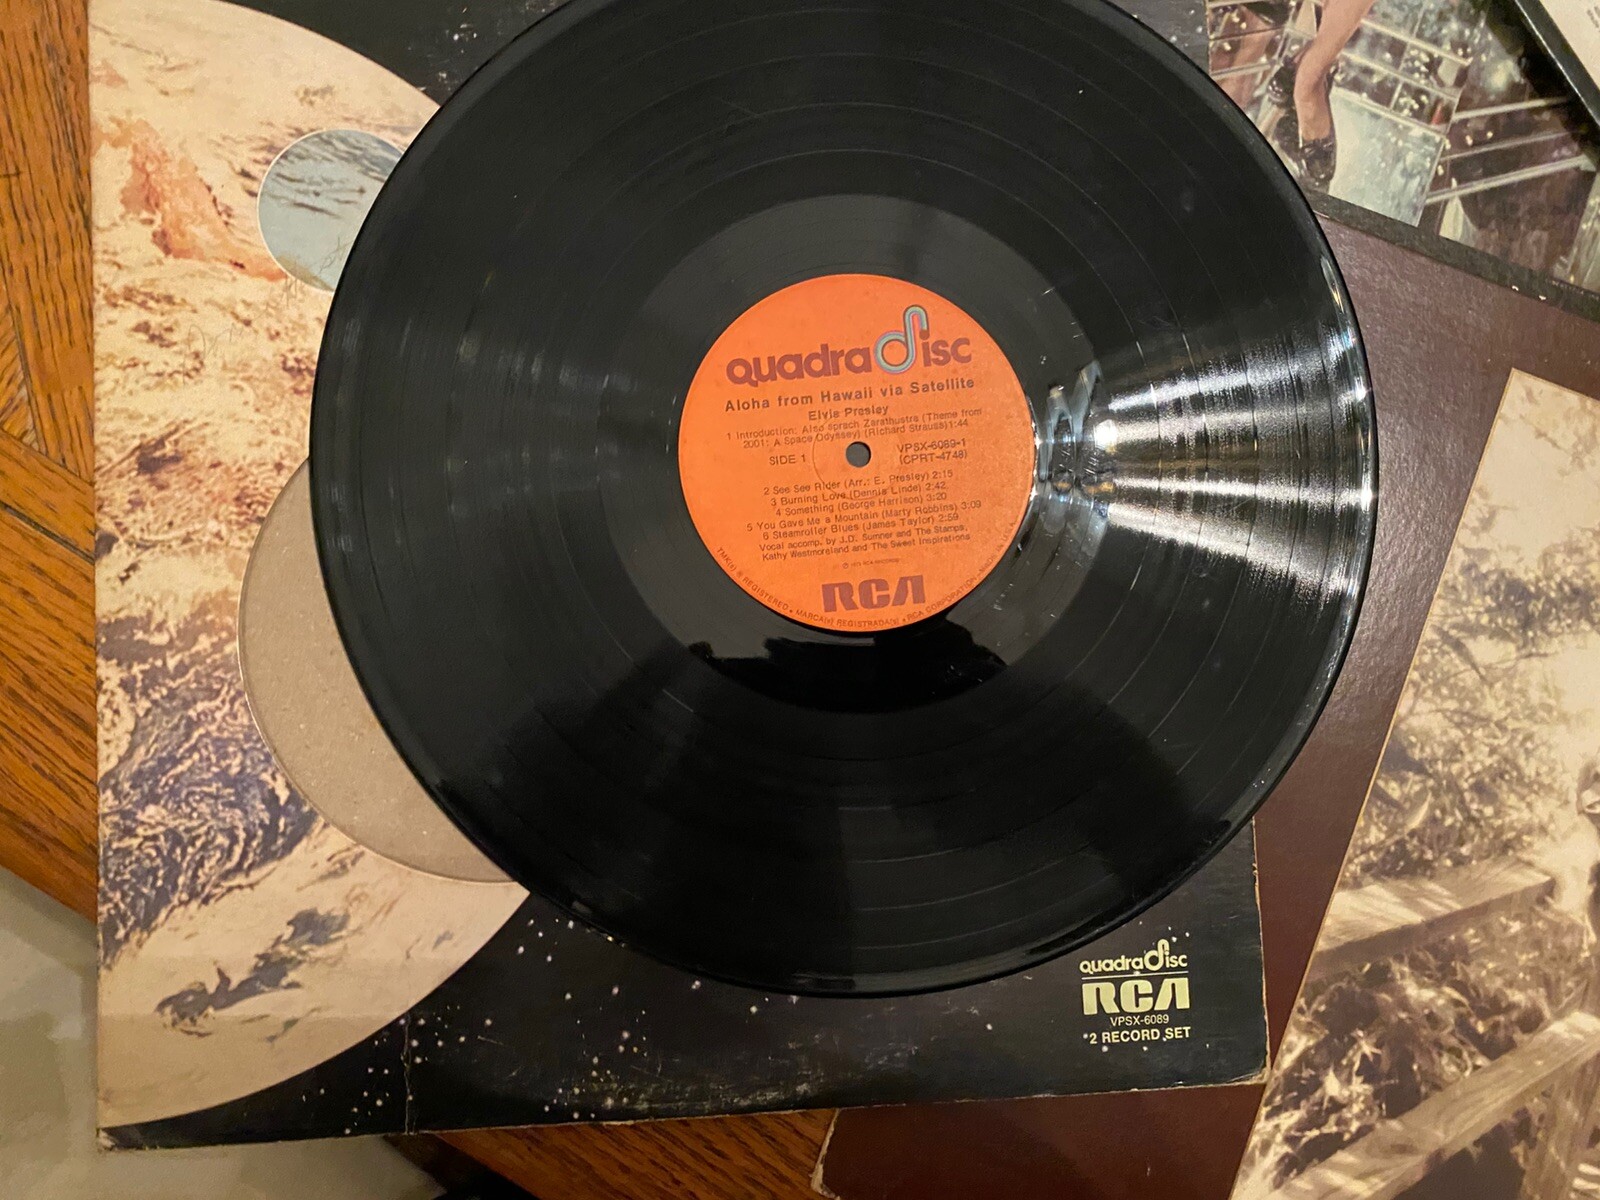 quadradisc
Aloha from Hawaii via Satellite
Elvis Presley
1 Introduction: Also sprach Zarathustra (Theme from
2001: A Space Odyssey) (Richard Strauss) 1:44
SIDE 1
VPSX-6089-1
(CPRT-4748)
2 See See Rider (Arr.: E. Presley) 2:15
3 Burning Love (Dennis Linde) 2:42
4 Something (George Harrison) 3:20
5 You Gave Me a Mountain (Marty Robbins) 3:09
6 Steamroller Blues (James Taylor) 2:59
Vocal accomp. by J.D. Sumner and The Stamps,
Kathy Westmoreland and The Sweet Inspirations
RCA
TMK(s) ® REGISTERED • MARCA(s) REGISTRADA(s) • RCA CORPORATION
quadradisc
RCA
VPSX-6089
2 RECORD SET